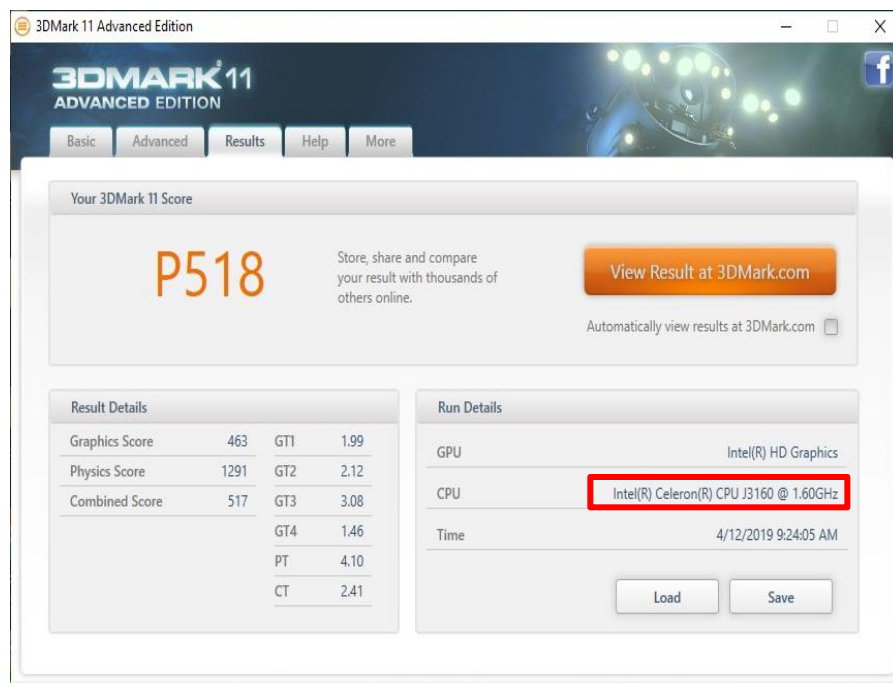 3DMark 11 Advanced Edition
3DMARK 11
ADVANCED EDITION
f
Basic Advanced Results Help More
Your 3DMark 11 Score
P518
Store, share and compare
your result with thousands of
others online.
View Result at 3DMark.com
Automatically view results at 3DMark.com
Result Details
Graphics Score 463 GT1 1.99
Physics Score 1291 GT2 2.12
Combined Score 517 GT3 3.08
GT4 1.46
PT 4.10
CT 2.41
Run Details
GPU Intel(R) HD Graphics
CPU Intel(R) Celeron(R) CPU J3160 @ 1.60GHz
Time 4/12/2019 9:24:05 AM
Load Save